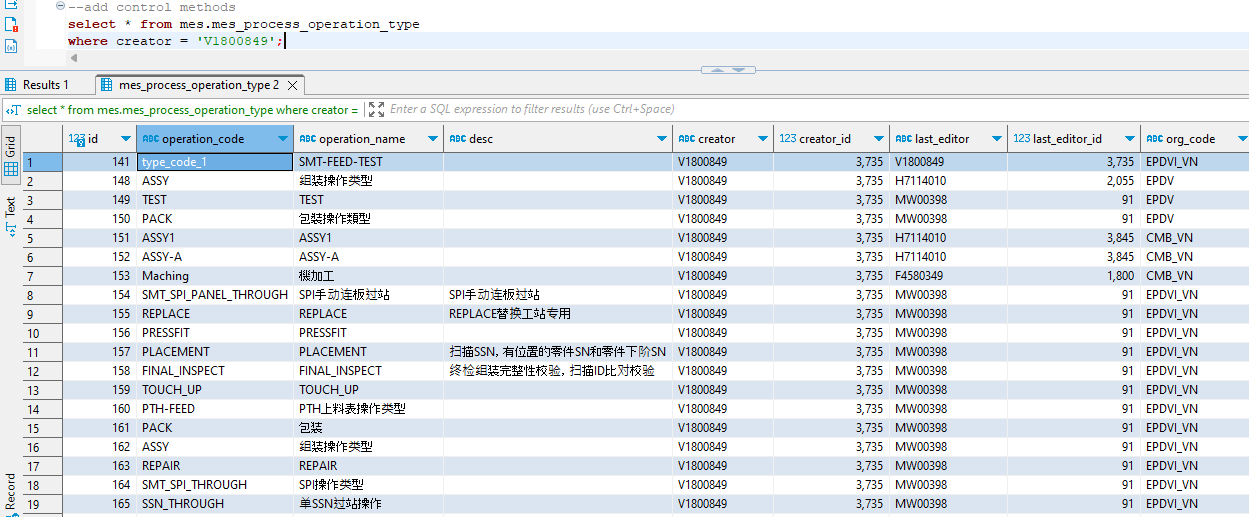 --add control methods
select * from mes.mes_process_operation_type
where creator = 'V1800849';
Results 1 mes_process_operation_type 2
select * from mes.mes_process_operation_type where creator = Enter a SQL expression to filter results (use Ctrl+Space)
Grid
Text
Record
123 id ABC operation_code ABC operation_name ABC desc ABC creator 123 creator_id ABC last_editor 123 last_editor_id ABC org_code
1 141 type_code_1 SMT-FEED-TEST V1800849 3,735 V1800849 3,735 EPDVI_VN
2 148 ASSY 组装操作类型 V1800849 3,735 H7114010 2,055 EPDV
3 149 TEST TEST V1800849 3,735 MW00398 91 EPDV
4 150 PACK 包裝操作類型 V1800849 3,735 MW00398 91 EPDV
5 151 ASSY1 ASSY1 V1800849 3,735 H7114010 3,845 CMB_VN
6 152 ASSY-A ASSY-A V1800849 3,735 H7114010 3,845 CMB_VN
7 153 Maching 機加工 V1800849 3,735 F4580349 1,800 CMB_VN
8 154 SMT_SPI_PANEL_THROUGH SPI手动连板过站 SPI手动连板过站 V1800849 3,735 MW00398 91 EPDVI_VN
9 155 REPLACE REPLACE REPLACE替换工站专用 V1800849 3,735 MW00398 91 EPDVI_VN
10 156 PRESSFIT PRESSFIT V1800849 3,735 MW00398 91 EPDVI_VN
11 157 PLACEMENT PLACEMENT 扫描SSN, 有位置的零件SN和零件下阶SN V1800849 3,735 MW00398 91 EPDVI_VN
12 158 FINAL_INSPECT FINAL_INSPECT 终检组装完整性校验, 扫描ID比对校验 V1800849 3,735 MW00398 91 EPDVI_VN
13 159 TOUCH_UP TOUCH_UP V1800849 3,735 MW00398 91 EPDVI_VN
14 160 PTH-FEED PTH上料表操作类型 V1800849 3,735 MW00398 91 EPDVI_VN
15 161 PACK 包装 V1800849 3,735 MW00398 91 EPDVI_VN
16 162 ASSY 组装操作类型 V1800849 3,735 MW00398 91 EPDVI_VN
17 163 REPAIR REPAIR V1800849 3,735 MW00398 91 EPDVI_VN
18 164 SMT_SPI_THROUGH SPI操作类型 V1800849 3,735 MW00398 91 EPDVI_VN
19 165 SSN_THROUGH 单SSN过站操作 V1800849 3,735 MW00398 91 EPDVI_VN